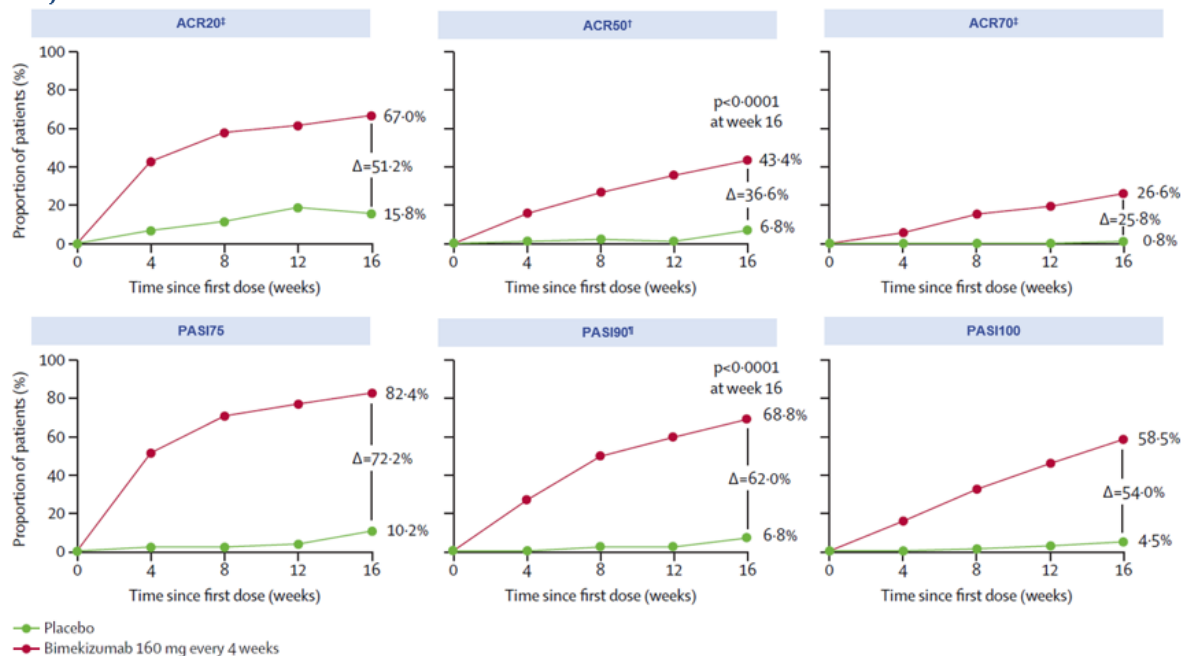 ACR20‡
ACR50†
ACR70‡
Proportion of patients (%)
100
80
60
40
20
0
67·0%
Δ=51·2%
15·8%
0 4 8 12 16
Time since first dose (weeks)
p<0·0001
at week 16
43·4%
Δ=36·6%
6·8%
0 4 8 12 16
Time since first dose (weeks)
26·6%
Δ=25·8%
0·8%
0 4 8 12 16
Time since first dose (weeks)
PASI75
PASI90¶
PASI100
Proportion of patients (%)
100
80
60
40
20
0
82·4%
Δ=72·2%
10·2%
0 4 8 12 16
Time since first dose (weeks)
p<0·0001
at week 16
68·8%
Δ=62·0%
6·8%
0 4 8 12 16
Time since first dose (weeks)
58·5%
Δ=54·0%
4·5%
0 4 8 12 16
Time since first dose (weeks)
Placebo
Bimekizumab 160 mg every 4 weeks